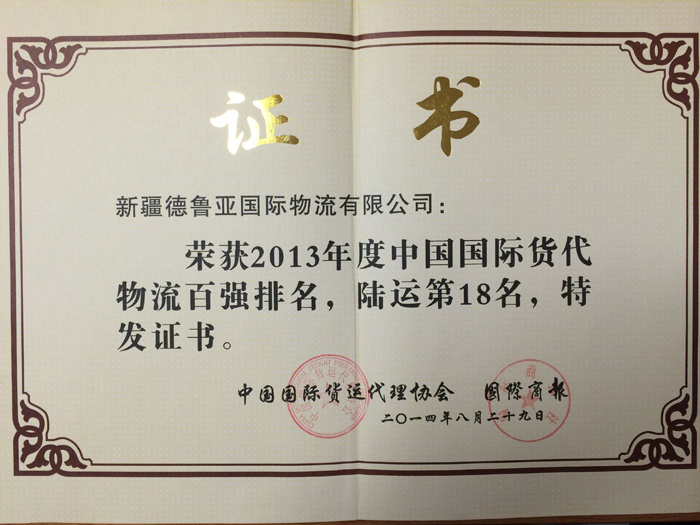 证 书
新疆德鲁亚国际物流有限公司：
荣获2013年度中国国际货代
物流百强排名，陆运第18名，特
发证书。
中国国际货运代理协会 国際商報
二〇一四年八月二十九日